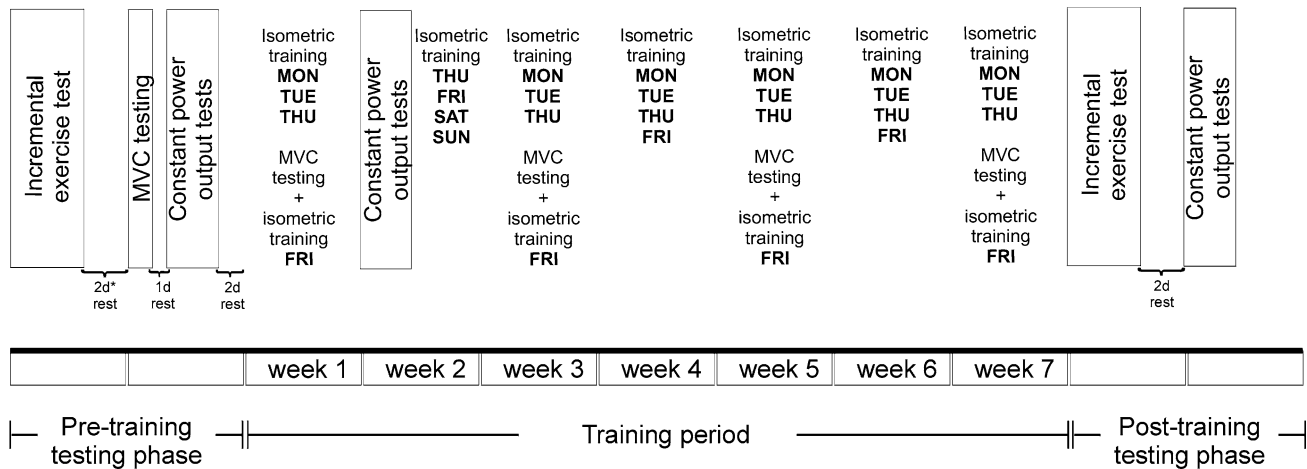 Incremental
exercise test
MVC testing
Constant power
output tests
Isometric
training
MON
TUE
THU
MVC
testing
+
isometric
training
FRI
Constant power
output tests
Isometric
training
THU
FRI
SAT
SUN
Isometric
training
MON
TUE
THU
MVC
testing
+
isometric
training
FRI
Isometric
training
MON
TUE
THU
FRI
Isometric
training
MON
TUE
THU
MVC
testing
+
isometric
training
FRI
Isometric
training
MON
TUE
THU
FRI
Isometric
training
MON
TUE
THU
MVC
testing
+
isometric
training
FRI
Incremental
exercise test
Constant power
output tests
2d*
rest
1d
rest
2d
rest
2d
rest
week 1
week 2
week 3
week 4
week 5
week 6
week 7
Pre-training
testing phase
Training period
Post-training
testing phase